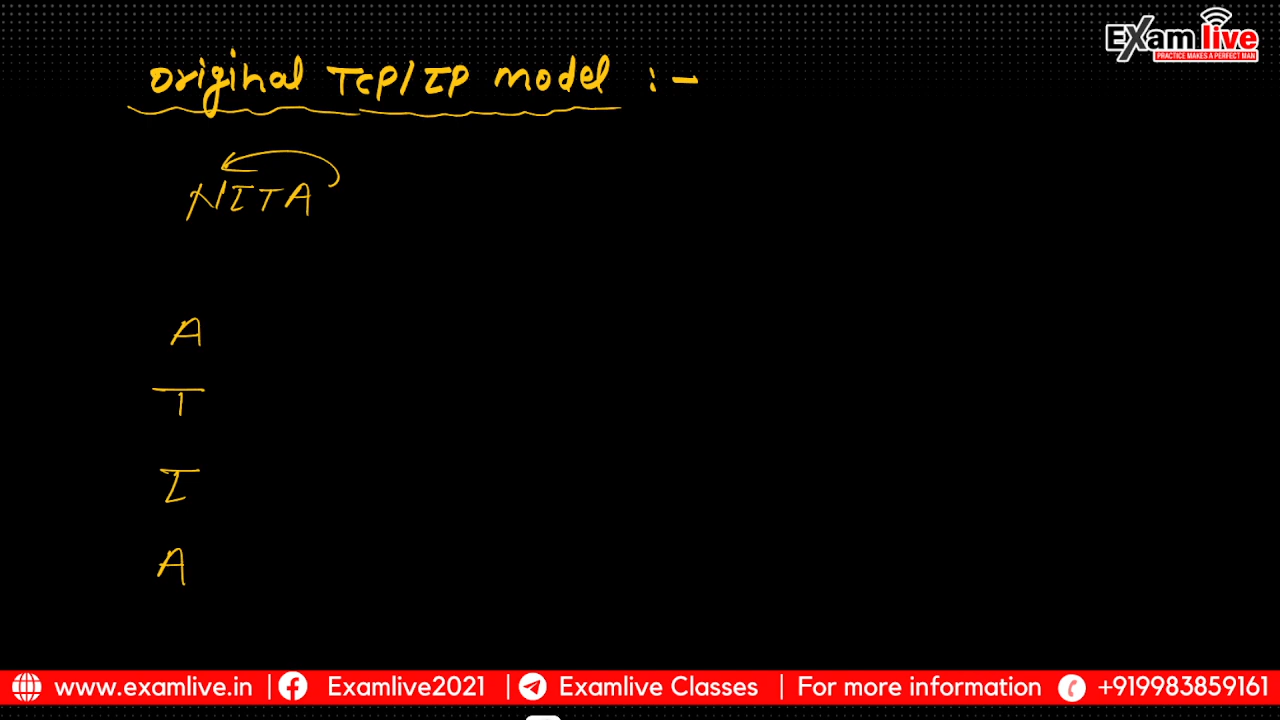 Exam live
PRACTICE MAKES A PERFECT MAN
Original TCP/IP model :-
NITA
A
T
I
A
www.examlive.in | Examlive2021 | Examlive Classes | For more information +919983859161